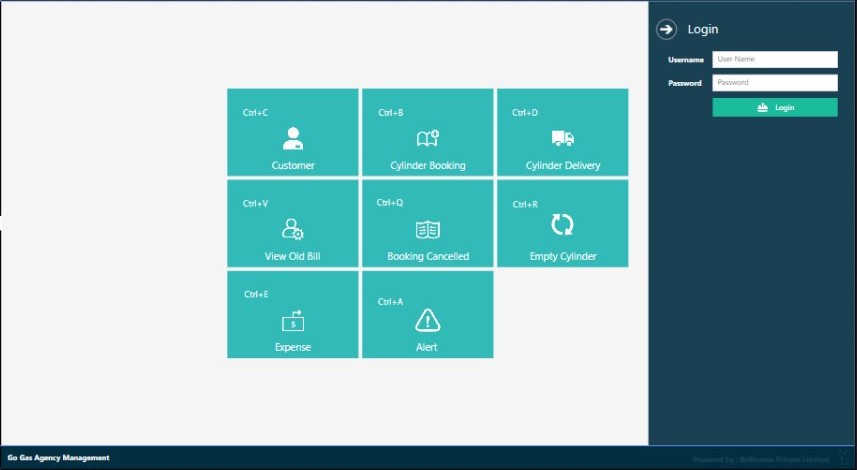 Login
Username User Name
Password Password
Login
Ctrl+C
Customer
Ctrl+B
Cylinder Booking
Ctrl+D
Cylinder Delivery
Ctrl+V
View Old Bill
Ctrl+Q
Booking Cancelled
Ctrl+R
Empty Cylinder
Ctrl+E
$
Expense
Ctrl+A
Alert
Go Gas Agency Management
Powered by : Private Limited